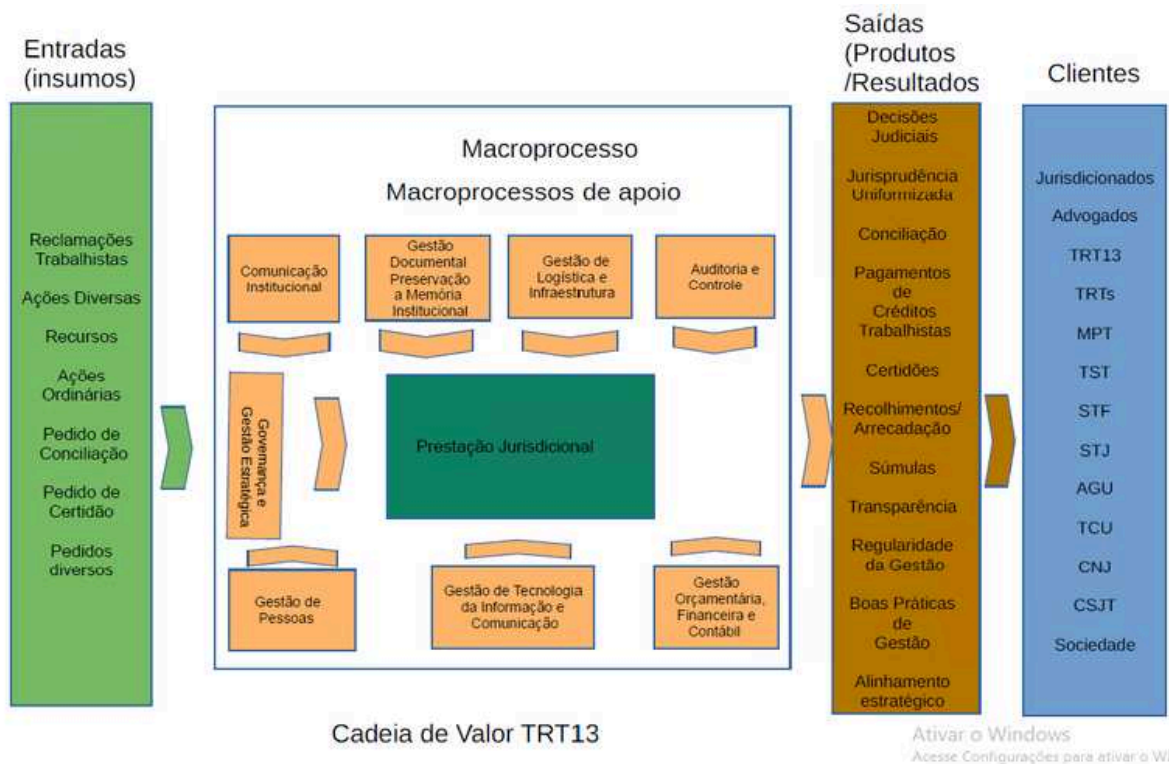 Entradas
(insumos)
Reclamações
Trabalhistas
Ações Diversas
Recursos
Ações
Ordinárias
Pedido de
Conciliação
Pedido de
Certidão
Pedidos
diversos
Macroprocesso
Macroprocessos de apoio
Comunicação
Institucional
Gestão
Documental
Preservação
a Memória
Institucional
Gestão de
Logística e
Infraestrutura
Auditoria e
Controle
Governança e
Gestão Estratégica
Prestação Jurisdicional
Gestão de
Pessoas
Gestão de Tecnologia
da Informação e
Comunicação
Gestão
Orçamentária,
Financeira e
Contábil
Saídas
(Produtos
/Resultados
Decisões
Judiciais
Jurisprudência
Uniformizada
Conciliação
Pagamentos
de
Créditos
Trabalhistas
Certidões
Recolhimentos/
Arrecadação
Súmulas
Transparência
Regularidade
da Gestão
Boas Práticas
de
Gestão
Alinhamento
estratégico
Clientes
Jurisdicionados
Advogados
TRT13
TRTs
MPT
TST
STF
STJ
AGU
TCU
CNJ
CSJT
Sociedade
Cadeia de Valor TRT13
Ativar o Windows
Acesse Configurações para ativar o Wi